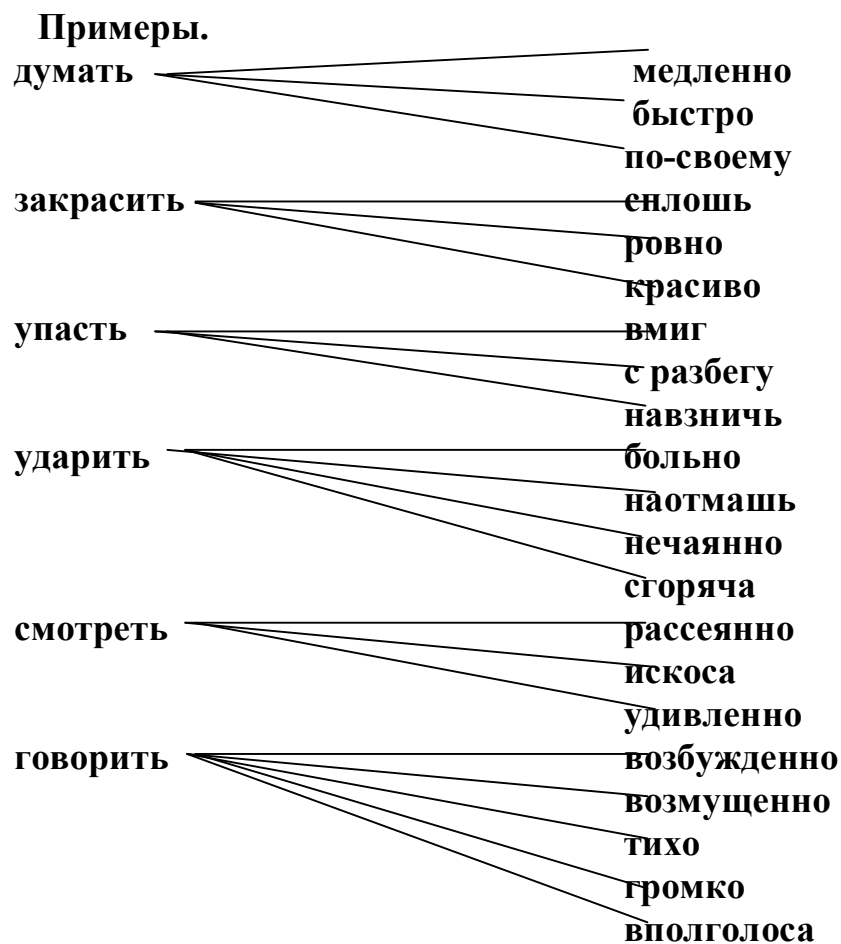 Примеры.
думать медленно
быстро
по-своему
закрасить сплошь
ровно
красиво
упасть вмиг
с разбегу
навзничь
ударить больно
наотмашь
нечаянно
сгоряча
смотреть рассеянно
искоса
удивленно
говорить возбужденно
возмущенно
тихо
громко
вполголоса